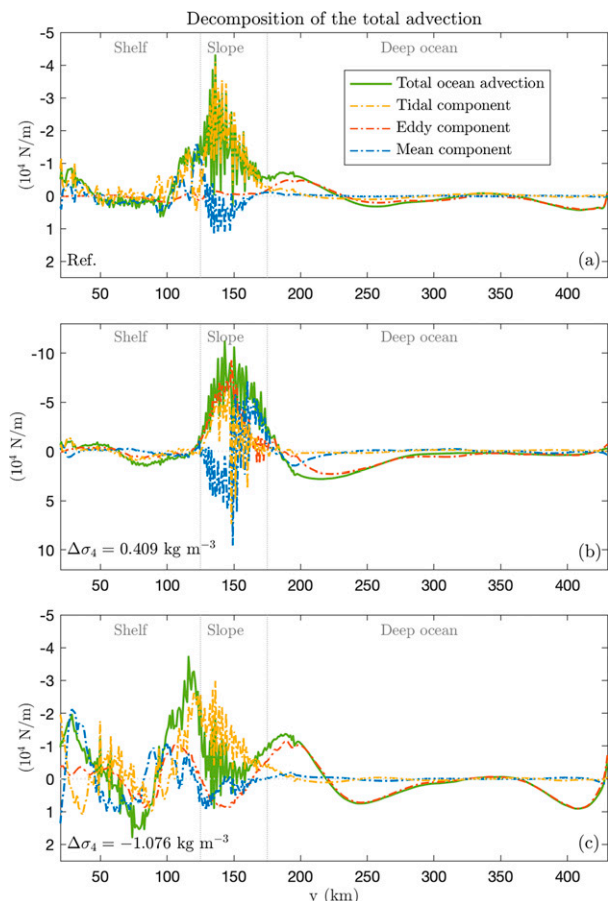 Decomposition of the total advection
-5
Shelf Slope Deep ocean
-4
Total ocean advection
-3
Tidal component
-2
Eddy component
-1
Mean component
0
1
2
(10⁴ N/m)
Ref.
(a)
50 100 150 200 250 300 350 400
Shelf Slope Deep ocean
-10
-5
0
5
10
(10⁴ N/m)
Δσ₄ = 0.409 kg m⁻³
(b)
50 100 150 200 250 300 350 400
-5
Shelf Slope Deep ocean
-4
-3
-2
-1
0
1
2
(10⁴ N/m)
Δσ₄ = −1.076 kg m⁻³
(c)
50 100 150 200 250 300 350 400
y (km)